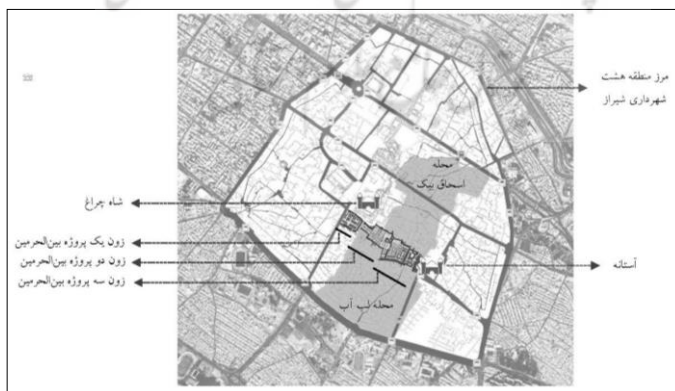 مرز منطقه هشت
شهرداری شیراز
محله
اسحاق بیک
شاه چراغ
زون یک پروژه بین‌الحرمین
زون دو پروژه بین‌الحرمین
زون سه پروژه بین‌الحرمین
آستانه
محله لب آب